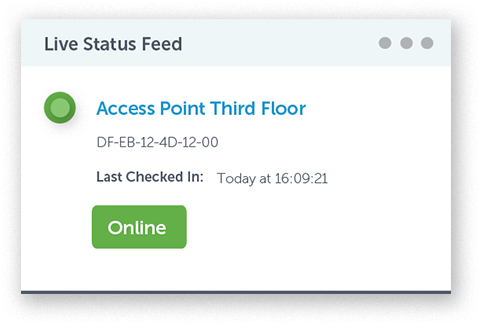 Live Status Feed
Access Point Third Floor
DF-EB-12-4D-12-00
Last Checked In: Today at 16:09:21
Online